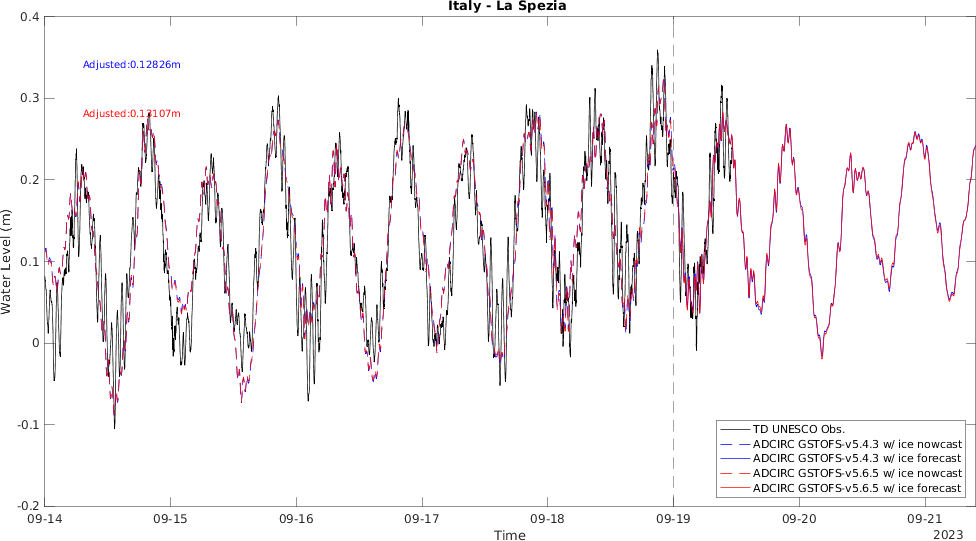 Italy - La Spezia
Adjusted:0.12826m
Adjusted:0.13107m
Water Level (m)
0.4
0.3
0.2
0.1
0
-0.1
-0.2
TD UNESCO Obs.
ADCIRC GSTOFS-v5.4.3 w/ ice nowcast
ADCIRC GSTOFS-v5.4.3 w/ ice forecast
ADCIRC GSTOFS-v5.6.5 w/ ice nowcast
ADCIRC GSTOFS-v5.6.5 w/ ice forecast
09-14 09-15 09-16 09-17 09-18 09-19 09-20 09-21
Time
2023